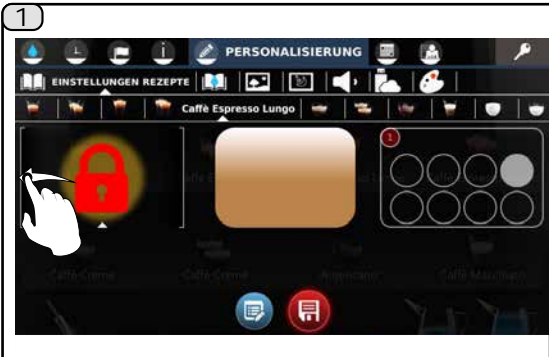 1
PERSONALISIERUNG
EINSTELLUNGEN REZEPTE
Caffè Espresso Lungo
1
Caffè Creme
Caffè Creme
Americano
Caffè Macchiato